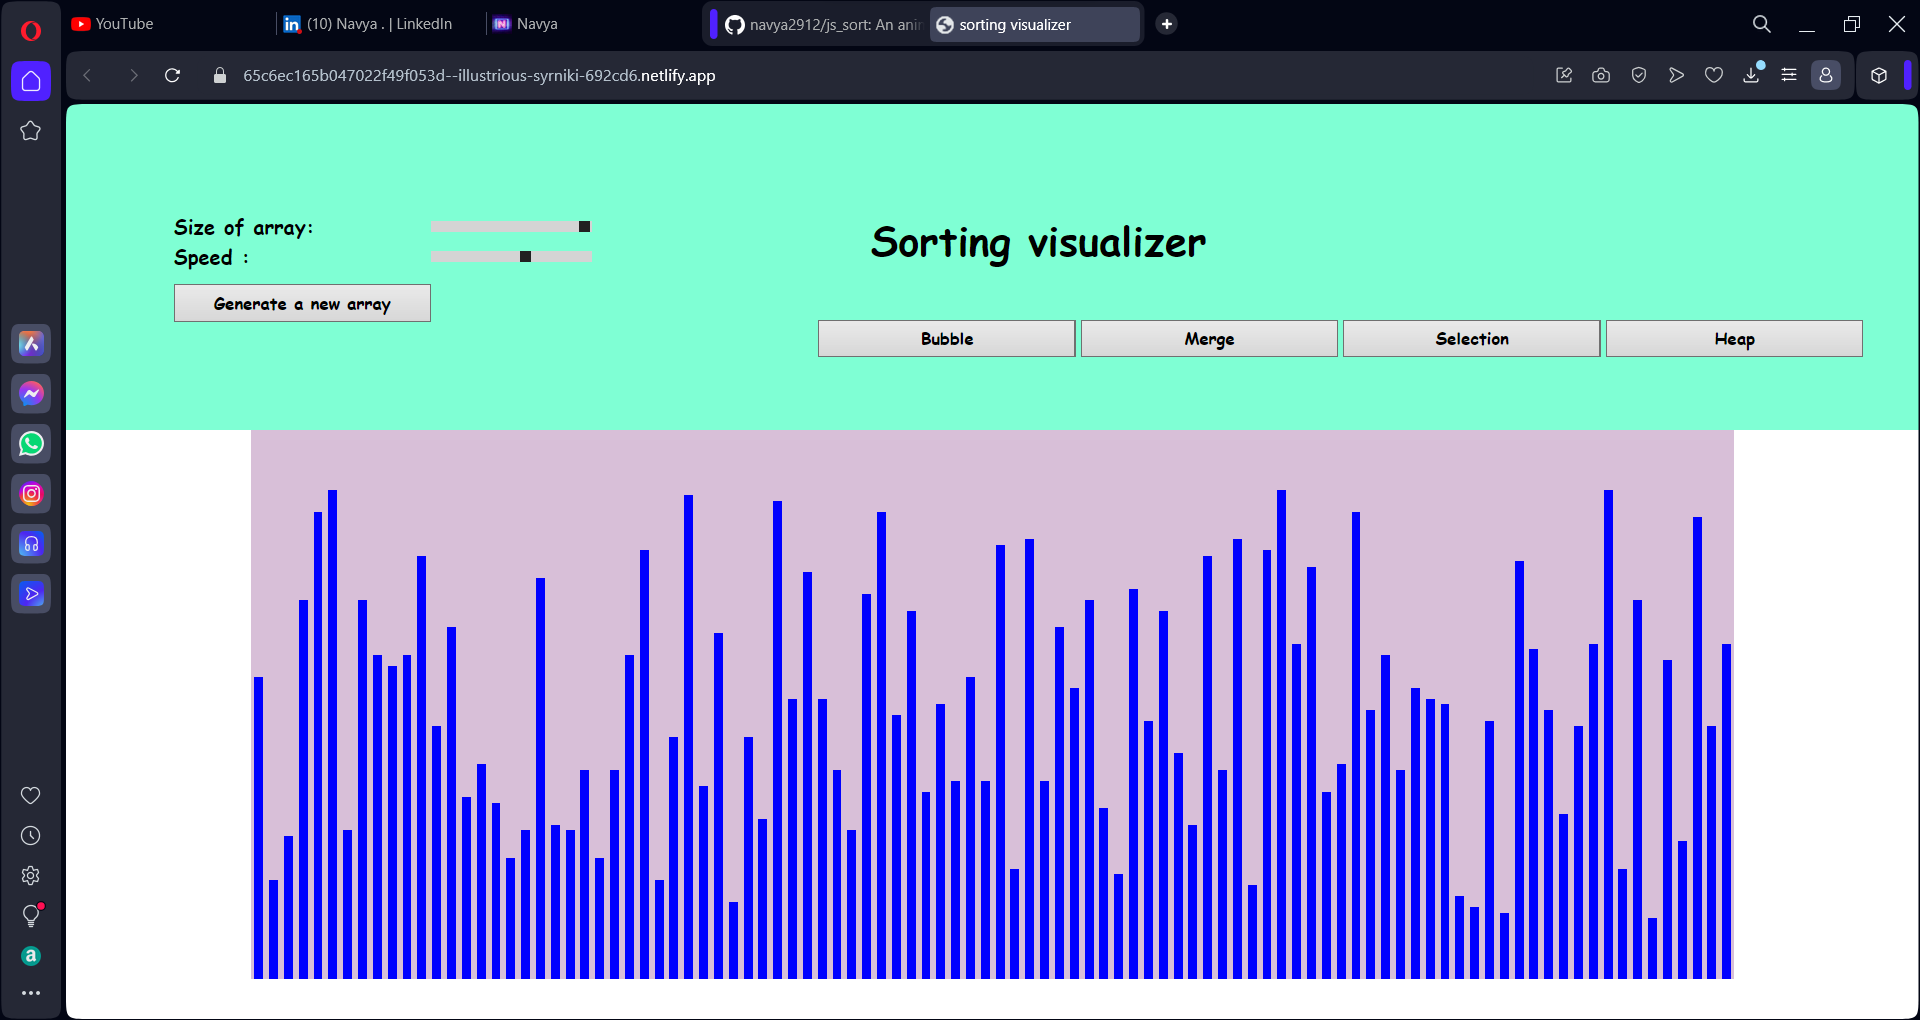 YouTube
(10) Navya . | LinkedIn
Navya
navya2912/js_sort: An ani
sorting visualizer
65c6ec165b047022f49f053d--illustrious-syrniki-692cd6.netlify.app
Size of array:
Speed :
Generate a new array
Sorting visualizer
Bubble
Merge
Selection
Heap